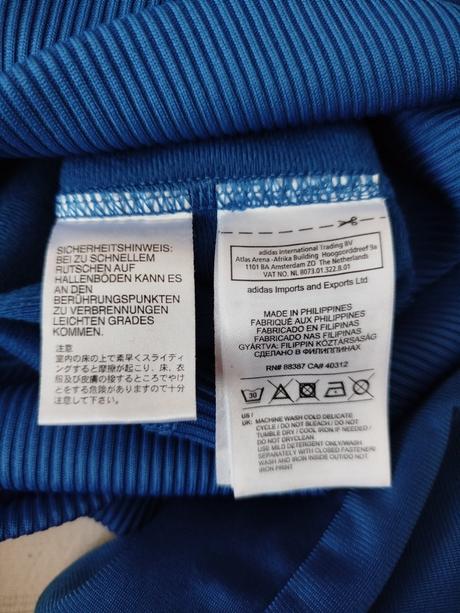 SICHERHEITSHINWEIS:
BEI ZU SCHNELLEM
RUTSCHEN AUF
HALLENBÖDEN KANN ES
AN DEN
BERÜHRUNGSPUNKTEN
ZU VERBRENNUNGEN
LEICHTEN GRADES
KOMMEN.
注意
室内の床の上で素早くスライディ
ングすると摩擦が起こり、床、衣
服及び皮膚の接するところでやけ
どをする危険がありますので十分
注意して下さい。
adidas International Trading BV
Atlas Arena -Afrika Building Hoogoorddreef 9a
1101 BA Amsterdam ZO The Netherlands
VAT NO. NL 8073.01.322.B.01
adidas Imports and Exports Ltd
MADE IN PHILIPPINES
FABRIQUÉ AUX PHILIPPINES
FABRICADO EN FILIPINAS
FABRICADO NAS FILIPINAS
GYÁRTVA: FILIPPIN KÖZTÁRSASÁG
СДЕЛАНО В ФИЛИППИНАХ
RN# 88387 CA# 40312
30
US /
UK: MACHINE WASH COLD DELICATE
CYCLE / DO NOT BLEACH / DO NOT
TUMBLE DRY / COOL IRON IF NEEDED /
DO NOT DRYCLEAN
USE MILD DETERGENT ONLY/WASH
SEPARATELY WITH CLOSED FASTENER/
WASH AND IRON INSIDE OUT/DO NOT
IRON PRINT